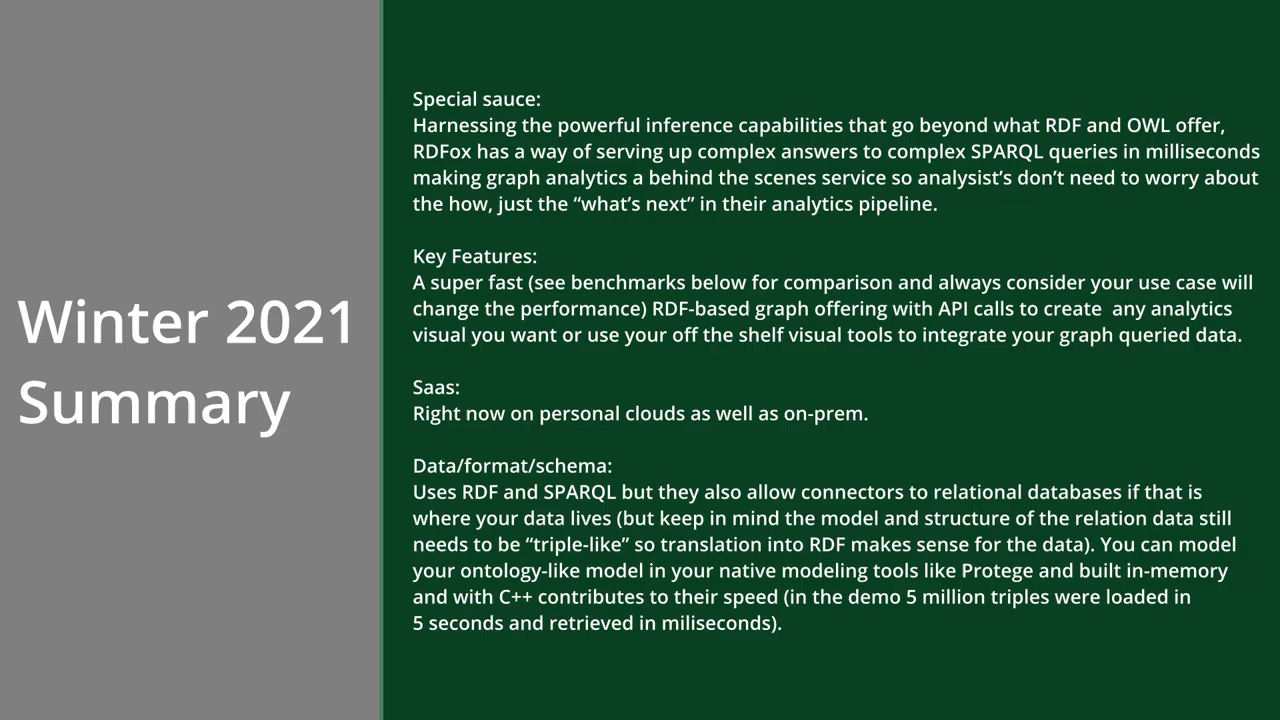 Winter 2021
Summary
Special sauce:
Harnessing the powerful inference capabilities that go beyond what RDF and OWL offer,
RDFox has a way of serving up complex answers to complex SPARQL queries in milliseconds
making graph analytics a behind the scenes service so analysist’s don’t need to worry about
the how, just the “what’s next” in their analytics pipeline.
Key Features:
A super fast (see benchmarks below for comparison and always consider your use case will
change the performance) RDF-based graph offering with API calls to create  any analytics
visual you want or use your off the shelf visual tools to integrate your graph queried data.
Saas:
Right now on personal clouds as well as on-prem.
Data/format/schema:
Uses RDF and SPARQL but they also allow connectors to relational databases if that is
where your data lives (but keep in mind the model and structure of the relation data still
needs to be “triple-like” so translation into RDF makes sense for the data). You can model
your ontology-like model in your native modeling tools like Protege and built in-memory
and with C++ contributes to their speed (in the demo 5 million triples were loaded in
5 seconds and retrieved in miliseconds).